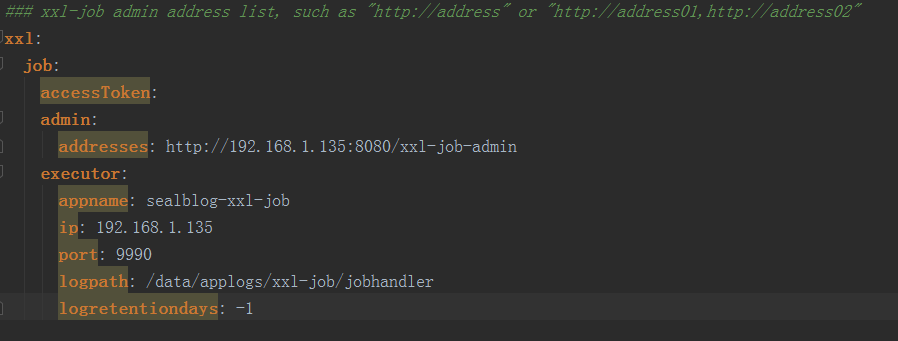 ### xxl-job admin address list, such as "http://address" or "http://address01,http://address02"
xxl:
job:
accessToken:
admin:
addresses: http://192.168.1.135:8080/xxl-job-admin
executor:
appname: sealblog-xxl-job
ip: 192.168.1.135
port: 9990
logpath: /data/applogs/xxl-job/jobhandler
logretentiondays: -1